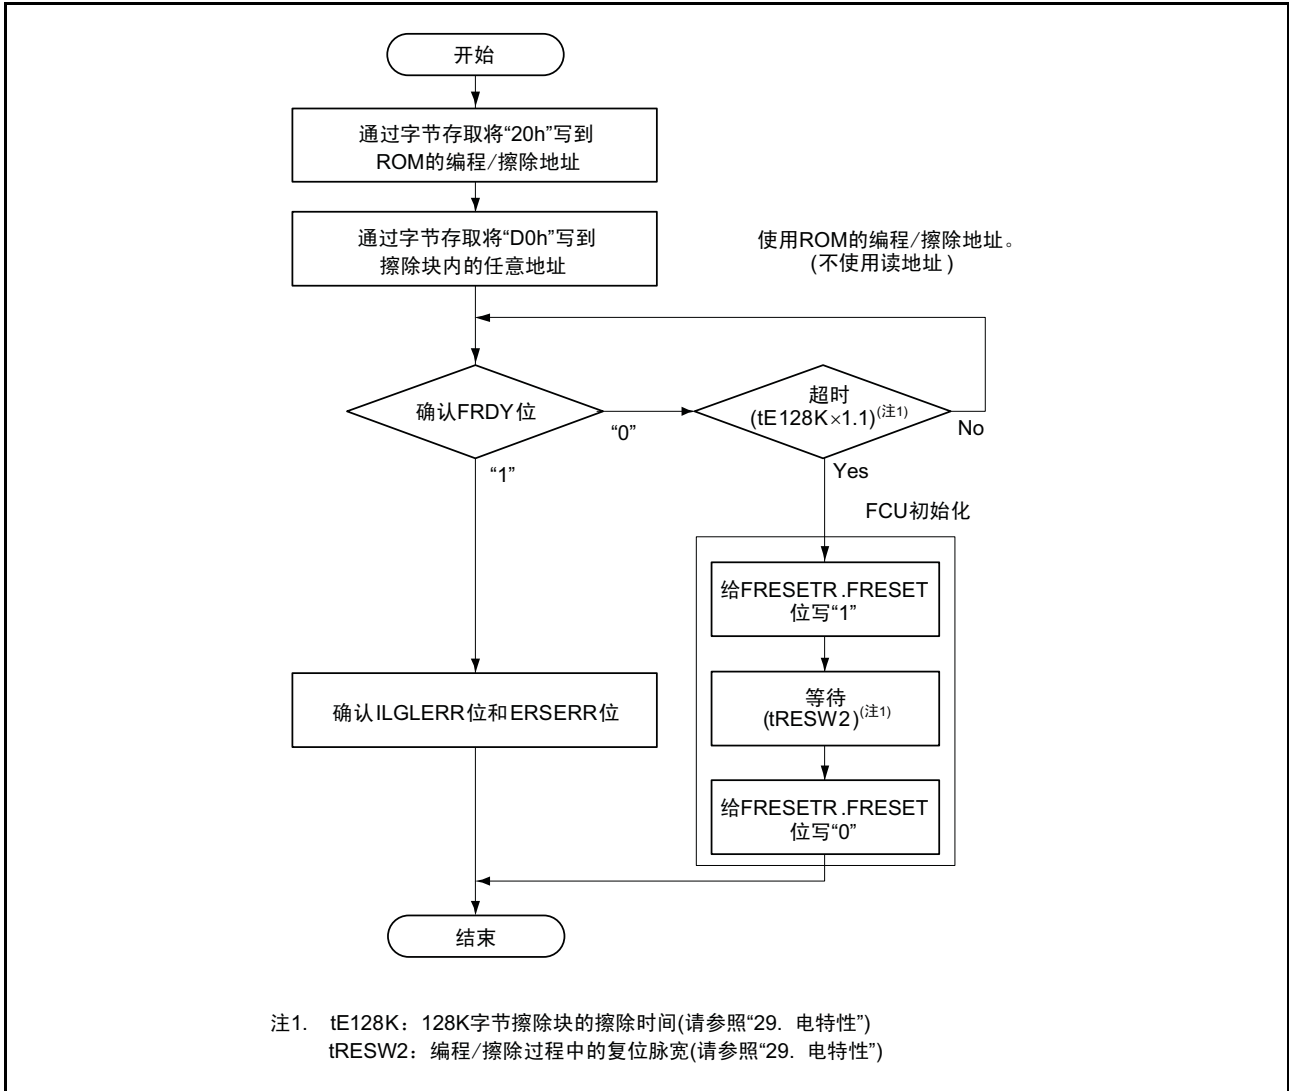 开始
通过字节存取将“20h”写到
ROM的编程/擦除地址
通过字节存取将“D0h”写到
擦除块内的任意地址
使用ROM的编程/擦除地址。
(不使用读地址)
确认FRDY位
“0”
“1”
超时
(tE128K×1.1)(注1)
No
Yes
FCU初始化
给FRESETR.FRESET
位写“1”
等待
(tRESW2)(注1)
给FRESETR.FRESET
位写“0”
确认ILGLERR位和ERSERR位
结束
注1. tE128K：128K字节擦除块的擦除时间(请参照“29. 电特性”)
tRESW2：编程/擦除过程中的复位脉宽(请参照“29. 电特性”)